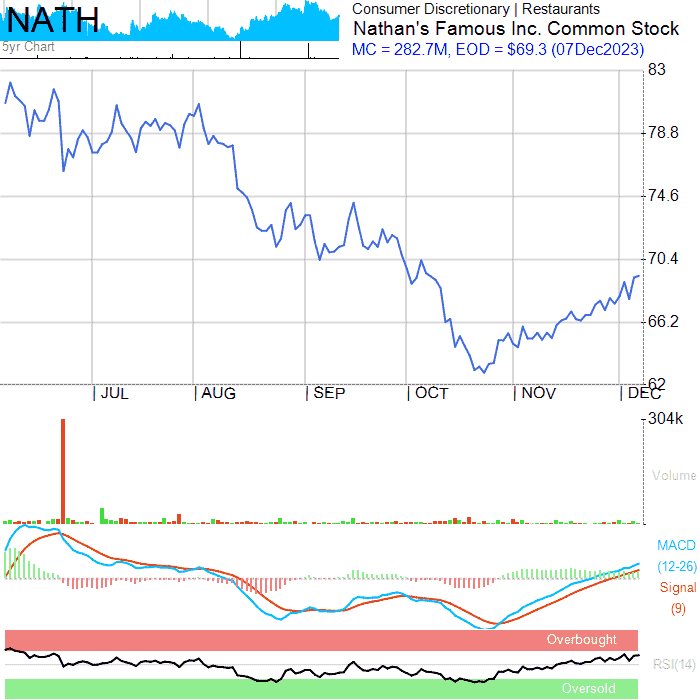 NATH
5yr Chart
Consumer Discretionary | Restaurants
Nathan's Famous Inc. Common Stock
MC = 282.7M, EOD = $69.3 (07Dec2023)
83
78.8
74.6
70.4
66.2
62
JUL AUG SEP OCT NOV DEC
304k
Volume
MACD
(12-26)
Signal
(9)
Overbought
RSI(14)
Oversold